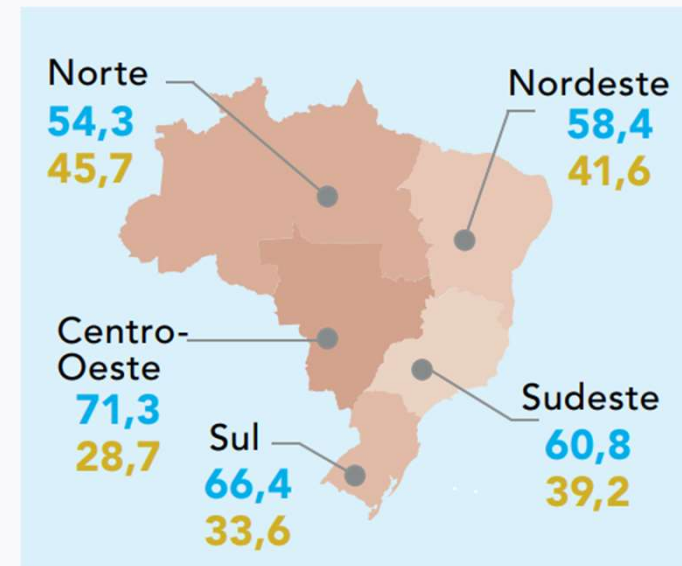 Norte
54,3
45,7
Nordeste
58,4
41,6
Centro-
Oeste
71,3
28,7
Sul
66,4
33,6
Sudeste
60,8
39,2